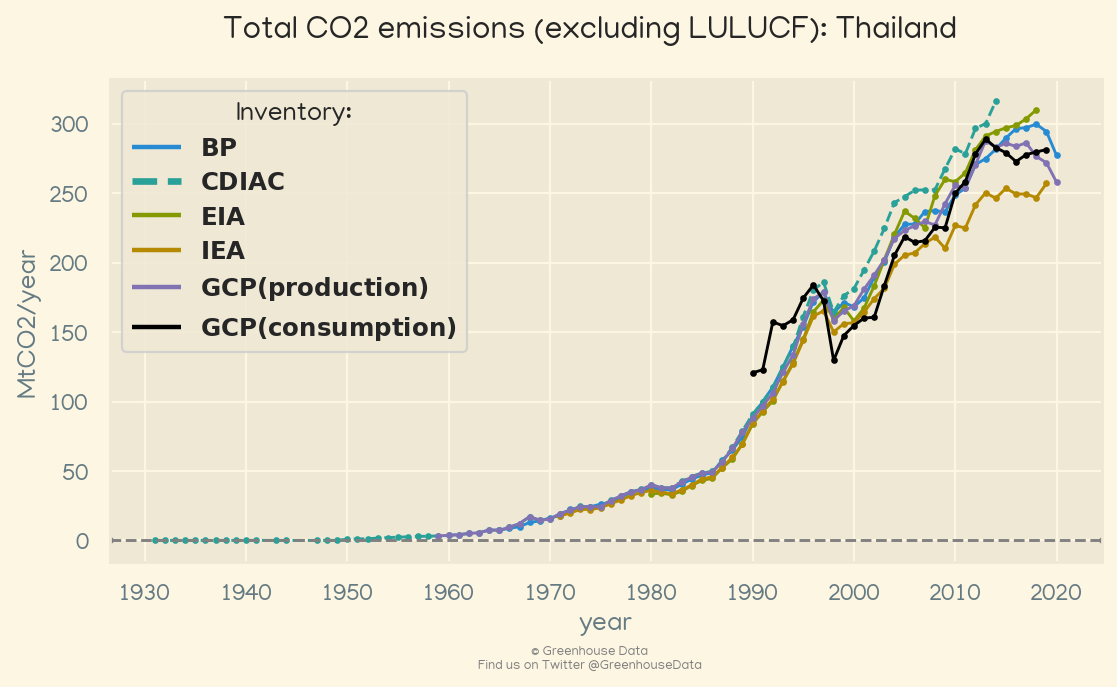 Total CO2 emissions (excluding LULUCF): Thailand
Inventory:
BP
CDIAC
EIA
IEA
GCP(production)
GCP(consumption)
MtCO2/year
300
250
200
150
100
50
0
1930 1940 1950 1960 1970 1980 1990 2000 2010 2020
year
© Greenhouse Data
Find us on Twitter @GreenhouseData